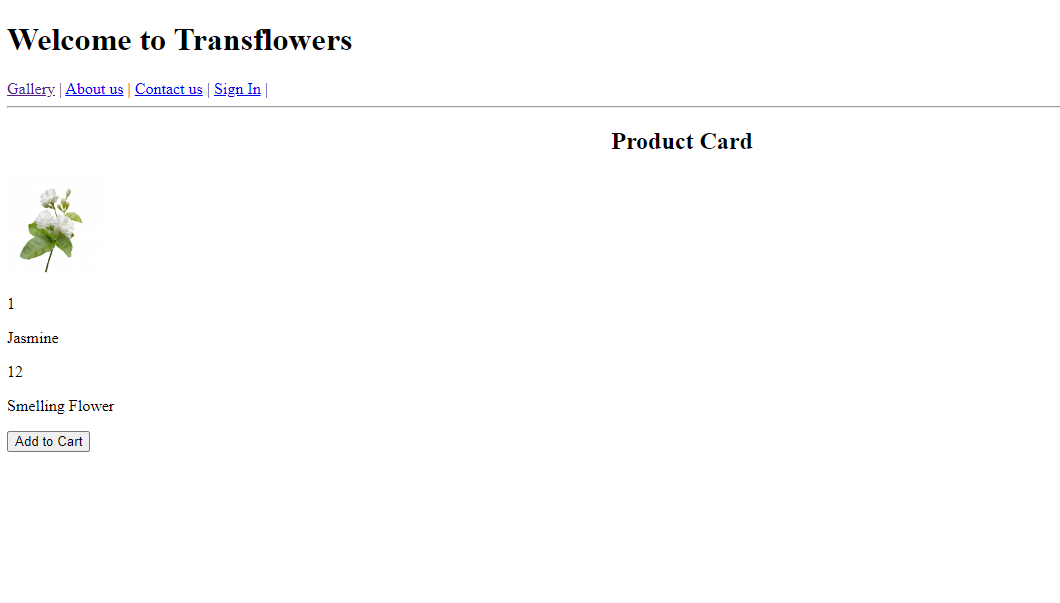 Welcome to Transflowers
Gallery | About us | Contact us | Sign In |
Product Card
1
Jasmine
12
Smelling Flower
Add to Cart